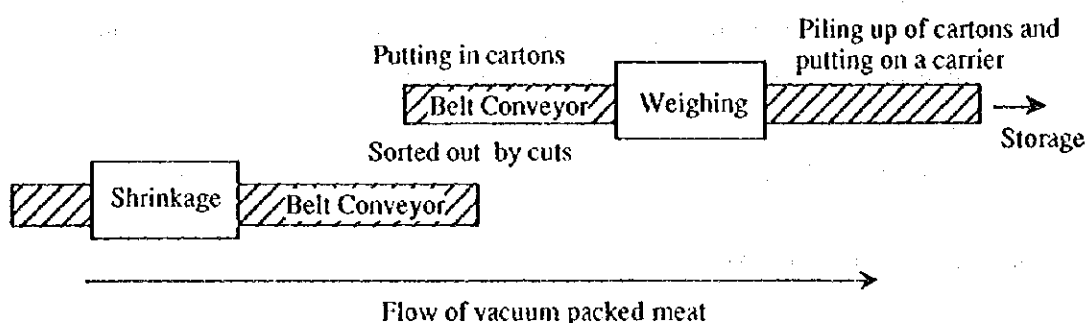 Piling up of cartons and
putting on a carrier
Putting in cartons
Belt Conveyor
Weighing
Storage
Sorted out by cuts
Shrinkage
Belt Conveyor
Flow of vacuum packed meat